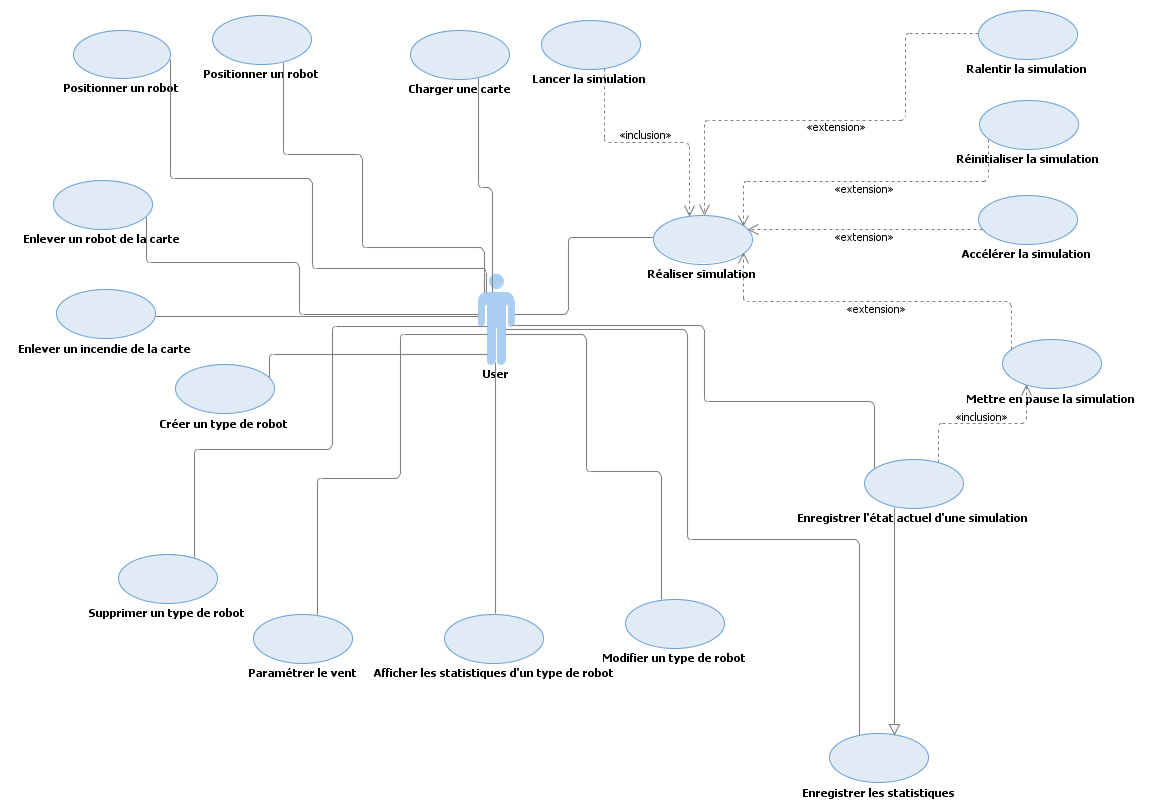 Positionner un robot
Positionner un robot
Charger une carte
Lancer la simulation
Ralentir la simulation
«inclusion»
«extension»
Réinitialiser la simulation
«extension»
Enlever un robot de la carte
«extension»
Accélérer la simulation
Réaliser simulation
«extension»
Enlever un incendie de la carte
User
Mettre en pause la simulation
«inclusion»
Créer un type de robot
Enregistrer l'état actuel d'une simulation
Supprimer un type de robot
Modifier un type de robot
Paramétrer le vent
Afficher les statistiques d'un type de robot
Enregistrer les statistiques